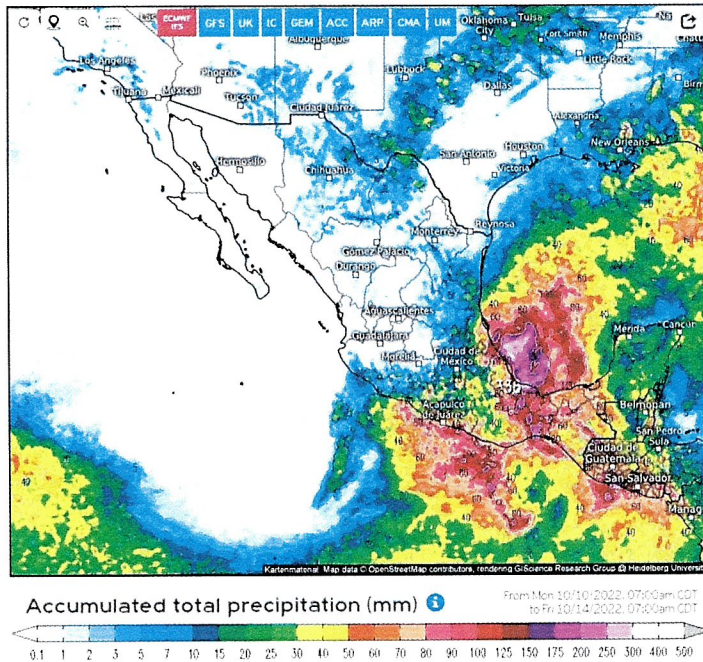 ECMWF IFS GFS UK IC GEM ACC ARP CMA UM
Oklahoma City
Tulsa
Fort Smith
Memphis
Albuquerque
Little Rock
Los Angeles
Phoenix
Lubbock
Dallas
Tijuana
Mexicali
Tucson
Ciudad Juárez
Alexandria
Hermosillo
Chihuahua
San Antonio
Houston
New Orleans
Victoria
Monterrey
Reynosa
Gómez Palacio
Durango
Aguascalientes
Guadalajara
Morelia
Ciudad de México
Mérida
Cancún
Acapulco de Juárez
336
Belmopan
San Pedro Sula
Ciudad de Guatemala
San Salvador
Manag
Kartenmaterial: Map data © OpenStreetMap contributors, rendering GIScience Research Group @ Heidelberg Universit
Accumulated total precipitation (mm)
From Mon 10/10/2022, 07:00am CDT
to Fri 10/14/2022, 07:00am CDT
0.1 1 2 3 5 7 10 15 20 25 30 40 50 60 70 80 90 100 125 150 175 200 250 300 400 500